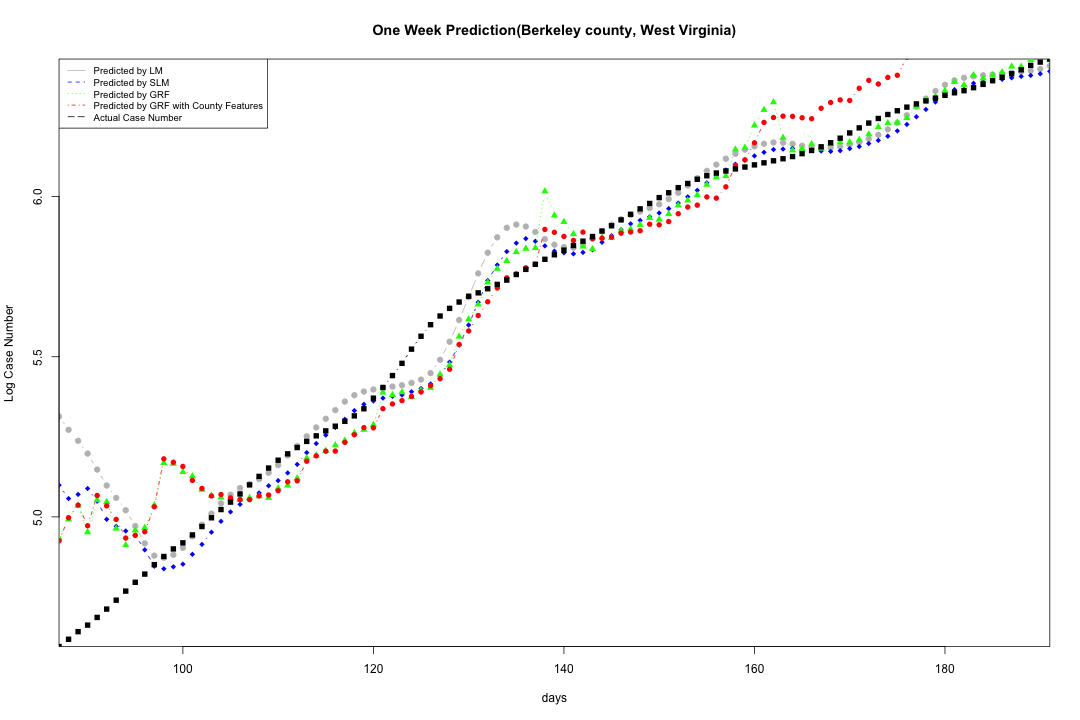 One Week Prediction(Berkeley county, West Virginia)
Predicted by LM
Predicted by SLM
Predicted by GRF
Predicted by GRF with County Features
Actual Case Number
Log Case Number
6.0
5.5
5.0
100 120 140 160 180
days